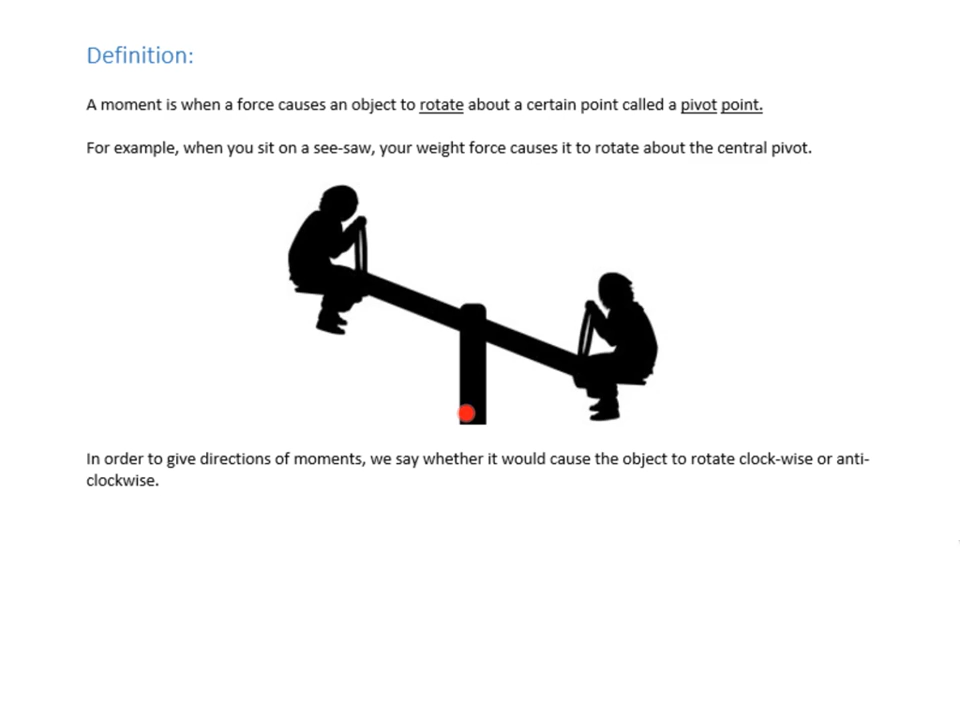 Definition:
A moment is when a force causes an object to rotate about a certain point called a pivot point.
For example, when you sit on a see-saw, your weight force causes it to rotate about the central pivot.
In order to give directions of moments, we say whether it would cause the object to rotate clock-wise or anti-
clockwise.